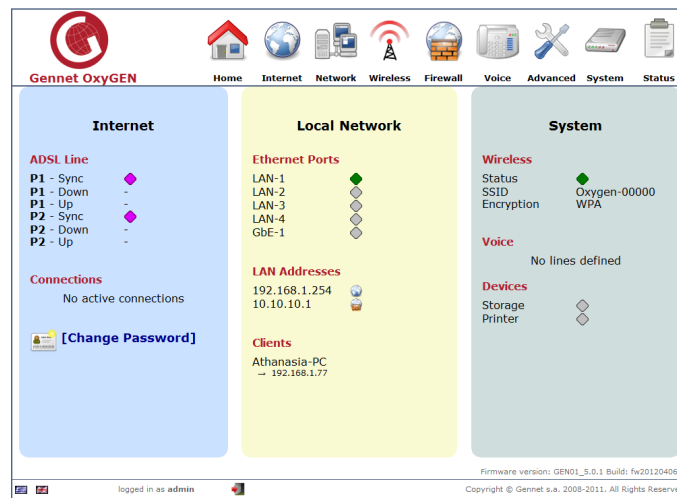 Gennet OxyGEN
Home Internet Network Wireless Firewall Voice Advanced System Status
Internet
ADSL Line
P1 - Sync
P1 - Down -
P1 - Up -
P2 - Sync
P2 - Down -
P2 - Up -
Connections
No active connections
[Change Password]
Local Network
Ethernet Ports
LAN-1
LAN-2
LAN-3
LAN-4
GbE-1
LAN Addresses
192.168.1.254
10.10.10.1
Clients
Athanasia-PC
→ 192.168.1.77
System
Wireless
Status
SSID Oxygen-00000
Encryption WPA
Voice
No lines defined
Devices
Storage
Printer
Firmware version: GEN01_5.0.1 Build: fw20120406
logged in as admin
Copyright © Gennet s.a. 2008-2011. All Rights Reserve